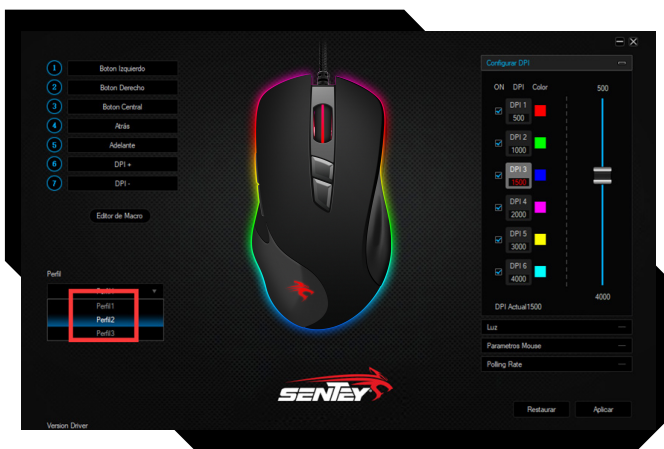 1 Boton Izquierdo
2 Boton Derecho
3 Boton Central
4 Atrás
5 Adelante
6 DPI +
7 DPI -
Editor de Macro
Perfil
Perfil1
Perfil2
Perfil3
SENTEY
Version Driver
Configurar DPI
ON DPI Color
500
DPI 1
500
DPI 2
1000
DPI 3
1500
DPI 4
2000
DPI 5
3000
DPI 6
4000
4000
DPI Actual1500
Luz
Parametros Mouse
Polling Rate
Restaurar Aplicar